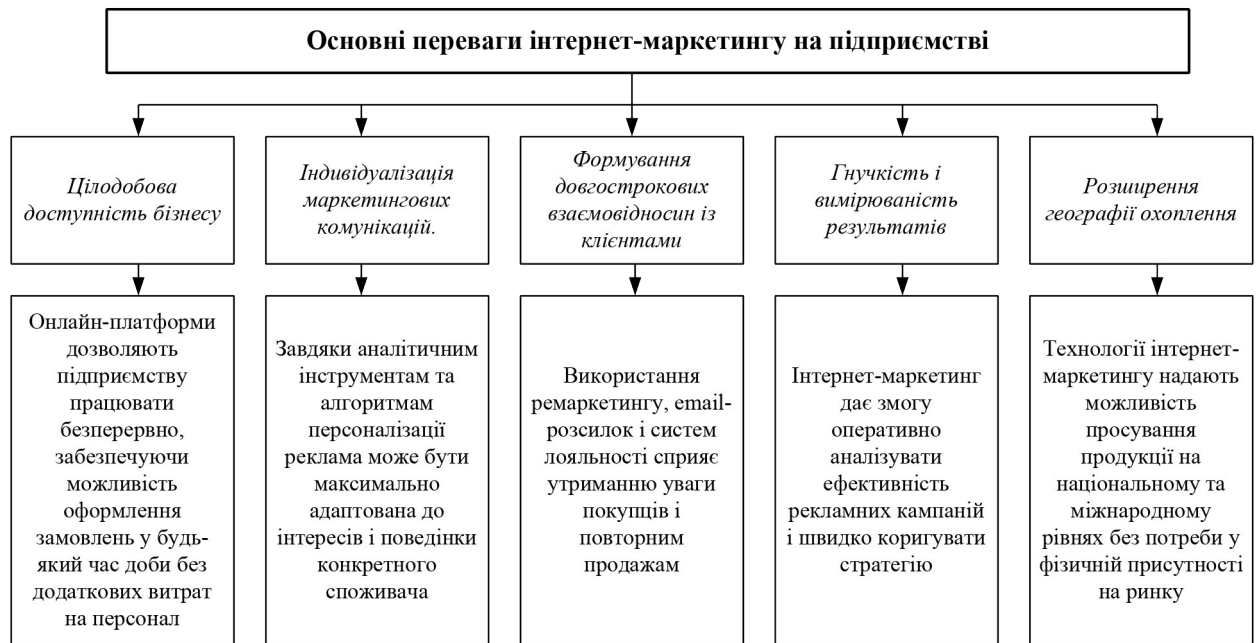 Основні переваги інтернет-маркетингу на підприємстві
Цілодобова
доступність бізнесу
Індивідуалізація
маркетингових
комунікацій.
Формування
довгострокових
взаємовідносин із
клієнтами
Гнучкість і
вимірюваність
результатів
Розширення
географії охоплення
Онлайн-платформи
дозволяють
підприємству
працювати
безперервно,
забезпечуючи
можливість
оформлення
замовлень у будь-
який час доби без
додаткових витрат
на персонал
Завдяки аналітичним
інструментам та
алгоритмам
персоналізації
реклама може бути
максимально
адаптована до
інтересів і поведінки
конкретного
споживача
Використання
ремаркетингу, email-
розсилок і систем
лояльності сприяє
утриманню уваги
покупців і
повторним
продажам
Інтернет-маркетинг
дає змогу
оперативно
аналізувати
ефективність
рекламних кампаній
і швидко коригувати
стратегію
Технології інтернет-
маркетингу надають
можливість
просування
продукції на
національному та
міжнародному
рівнях без потреби у
фізичній присутності
на ринку